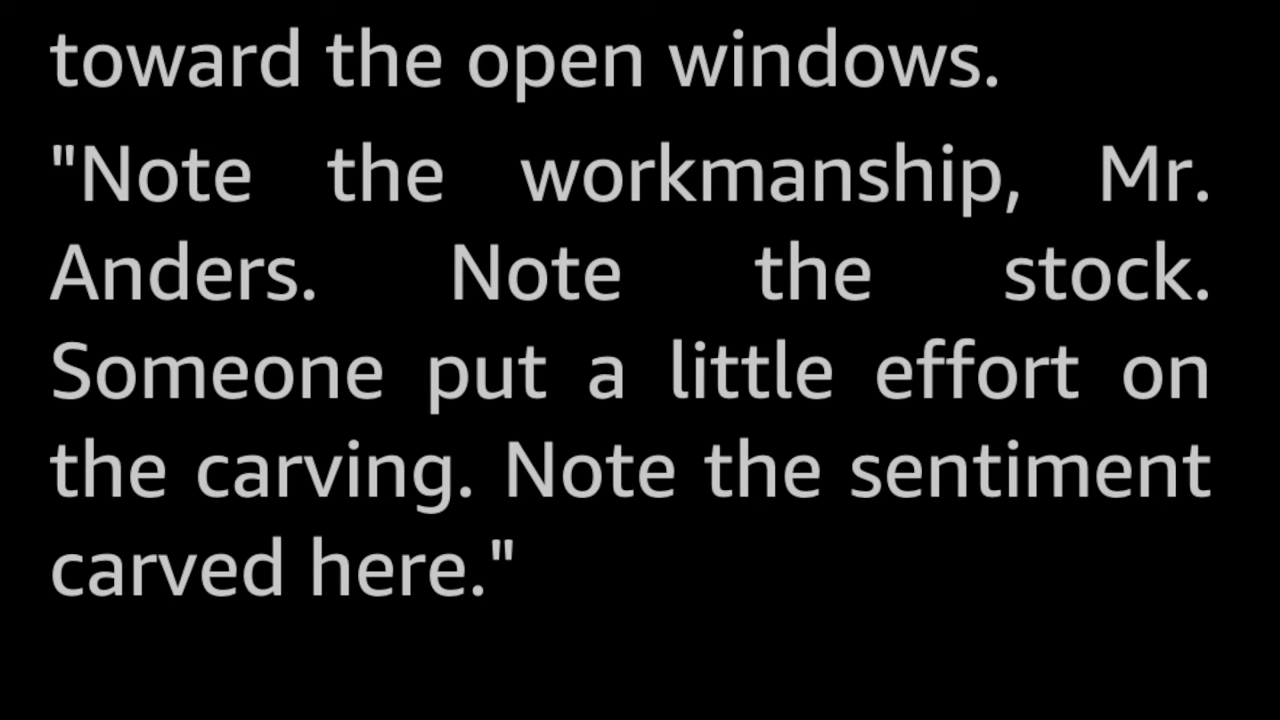 toward the open windows.
"Note the workmanship, Mr.
Anders. Note the stock.
Someone put a little effort on
the carving. Note the sentiment
carved here."